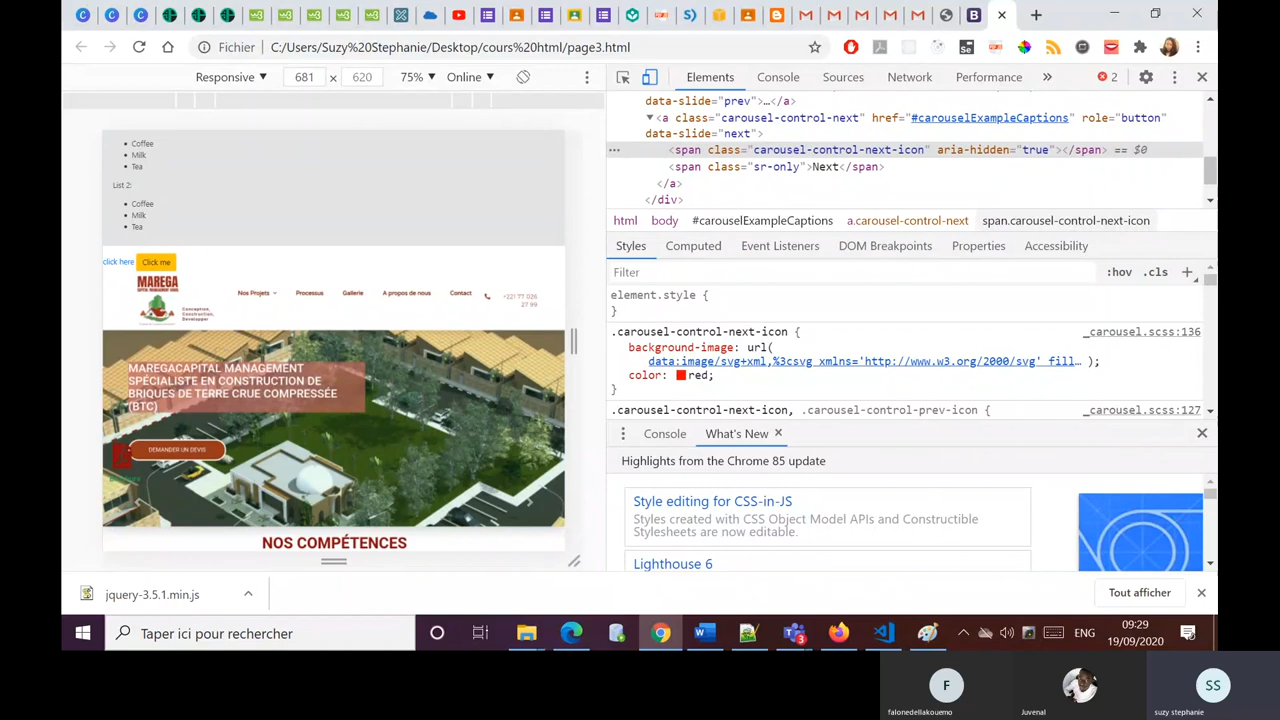 Fichier C:/Users/Suzy%20Stephanie/Desktop/cours%20html/page3.html
Responsive 681 × 620 75% Online
Elements Console Sources Network Performance 2
Coffee
Milk
Tea
List 2:
Coffee
Milk
Tea
click here Click me
MAREGA
Conception,
Construction,
Developper
Nos Projets Processus Gallerie A propos de nous Contact +221 77 026
27 99
MAREGACAPITAL MANAGEMENT
SPÉCIALISTE EN CONSTRUCTION DE
BRIQUES DE TERRE CRUE COMPRESSÉE
(BTC)
DEMANDER UN DEVIS
NOS COMPÉTENCES
data-slide="prev">…</a>
<a class="carousel-control-next" href="#carouselExampleCaptions" role="button"
data-slide="next">
<span class="carousel-control-next-icon" aria-hidden="true"></span> == $0
<span class="sr-only">Next</span>
</a>
</div>
html body #carouselExampleCaptions a.carousel-control-next span.carousel-control-next-icon
Styles Computed Event Listeners DOM Breakpoints Properties Accessibility
Filter :hov .cls +
element.style {
}
.carousel-control-next-icon { _carousel.scss:136
background-image: url(
data:image/svg+xml,%3csvg xmlns='http://www.w3.org/2000/svg' fill… );
color: red;
}
.carousel-control-next-icon, .carousel-control-prev-icon { _carousel.scss:127
Console What's New
Highlights from the Chrome 85 update
Style editing for CSS-in-JS
Styles created with CSS Object Model APIs and Constructible
Stylesheets are now editable.
Lighthouse 6
jquery-3.5.1.min.js Tout afficher
Taper ici pour rechercher
ENG 09:29
19/09/2020
F
falonedellakouemo
Juvenal
SS
suzy stephanie